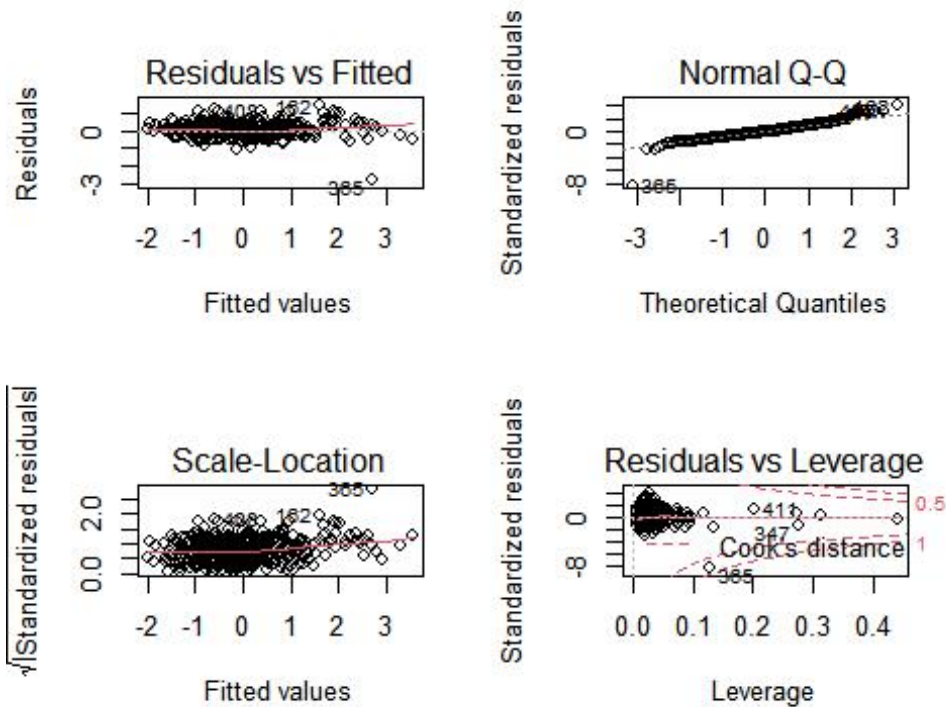 Residuals vs Fitted
Residuals
0
-3
408
162
365
-2 -1 0 1 2 3
Fitted values
Normal Q-Q
Standardized residuals
0
-8
365
-3 -2 -1 0 1 2 3
Theoretical Quantiles
Scale-Location
√|Standardized residuals|
2.0
0.0
365
408
162
-2 -1 0 1 2 3
Fitted values
Residuals vs Leverage
Standardized residuals
0
-8
411
347
Cook's distance
365
0.5
1
0.0 0.1 0.2 0.3 0.4
Leverage